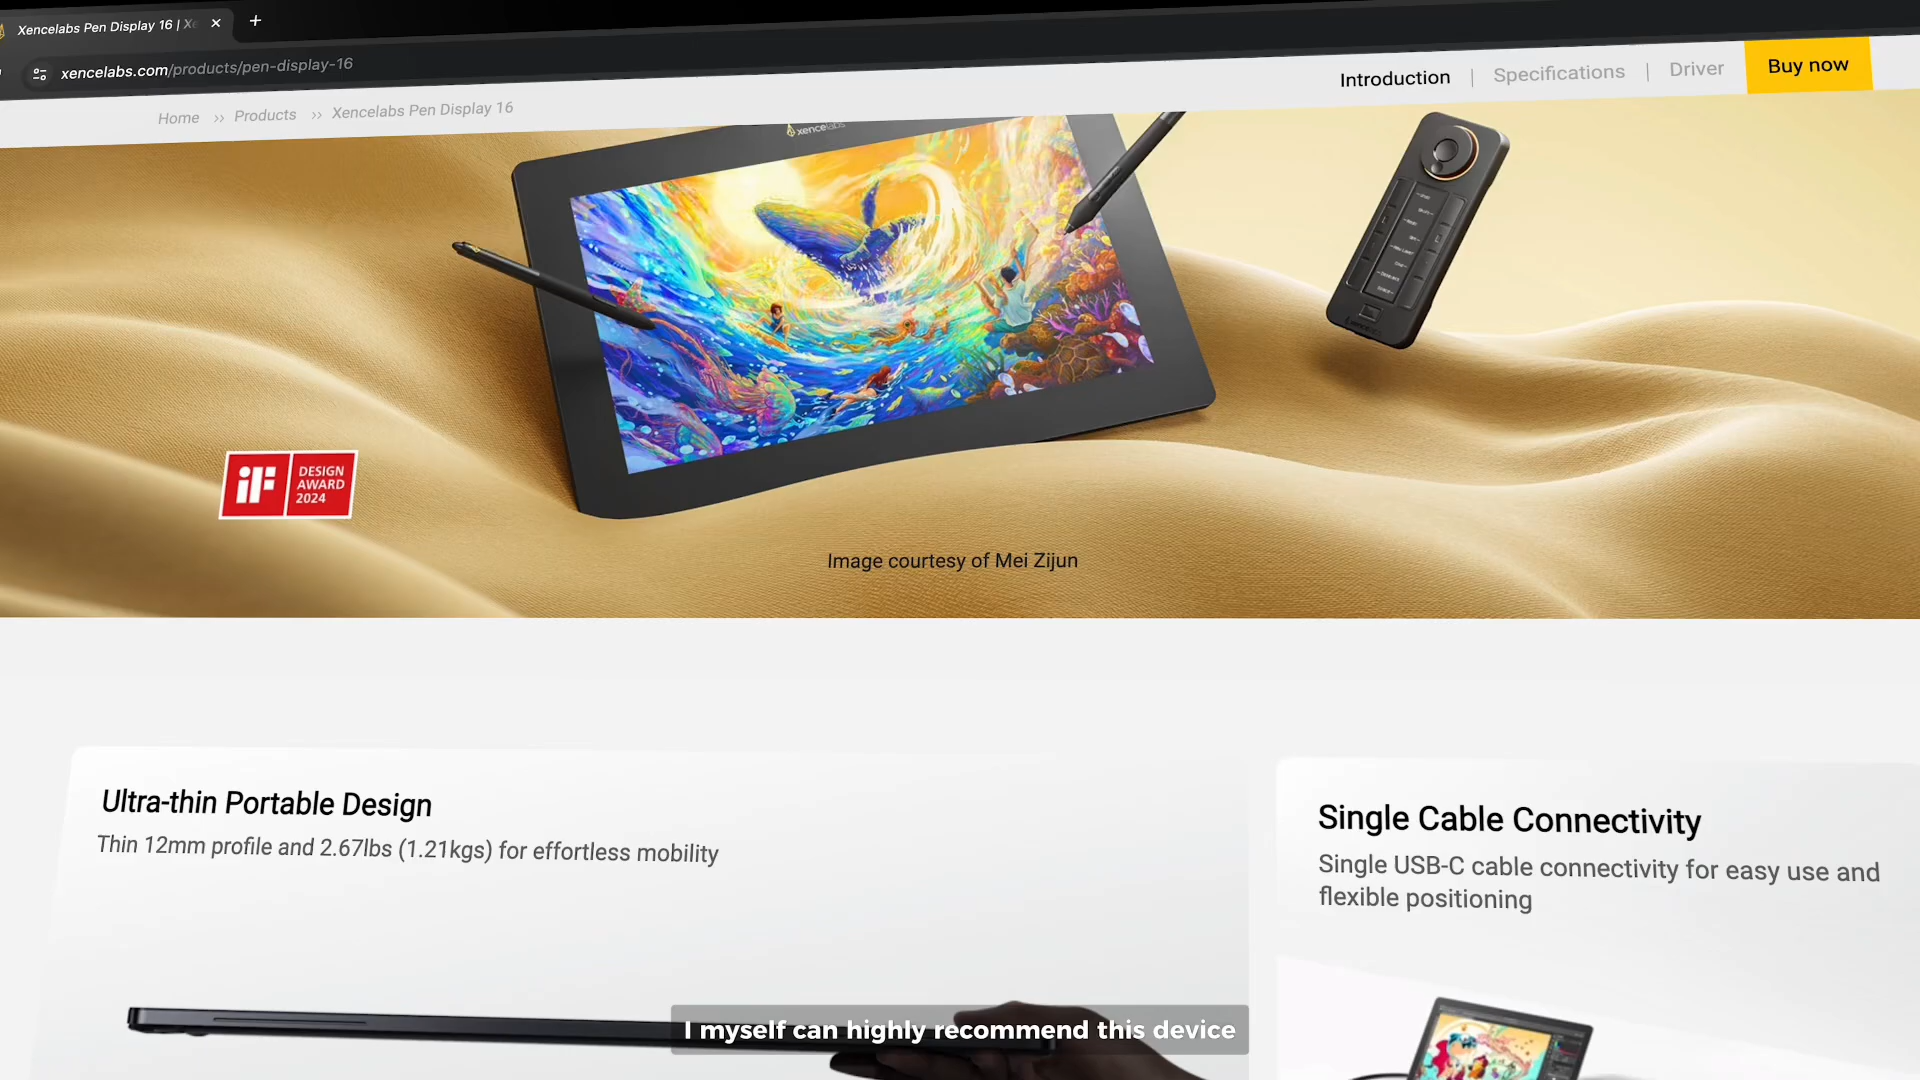 Xencelabs Pen Display 16 | Xe
xencelabs.com/products/pen-display-16
Introduction | Specifications | Driver Buy now
Home >> Products >> Xencelabs Pen Display 16
xencelabs
iF DESIGN AWARD 2024
Image courtesy of Mei Zijun
Ultra-thin Portable Design
Thin 12mm profile and 2.67lbs (1.21kgs) for effortless mobility
Single Cable Connectivity
Single USB-C cable connectivity for easy use and
flexible positioning
I myself can highly recommend this device